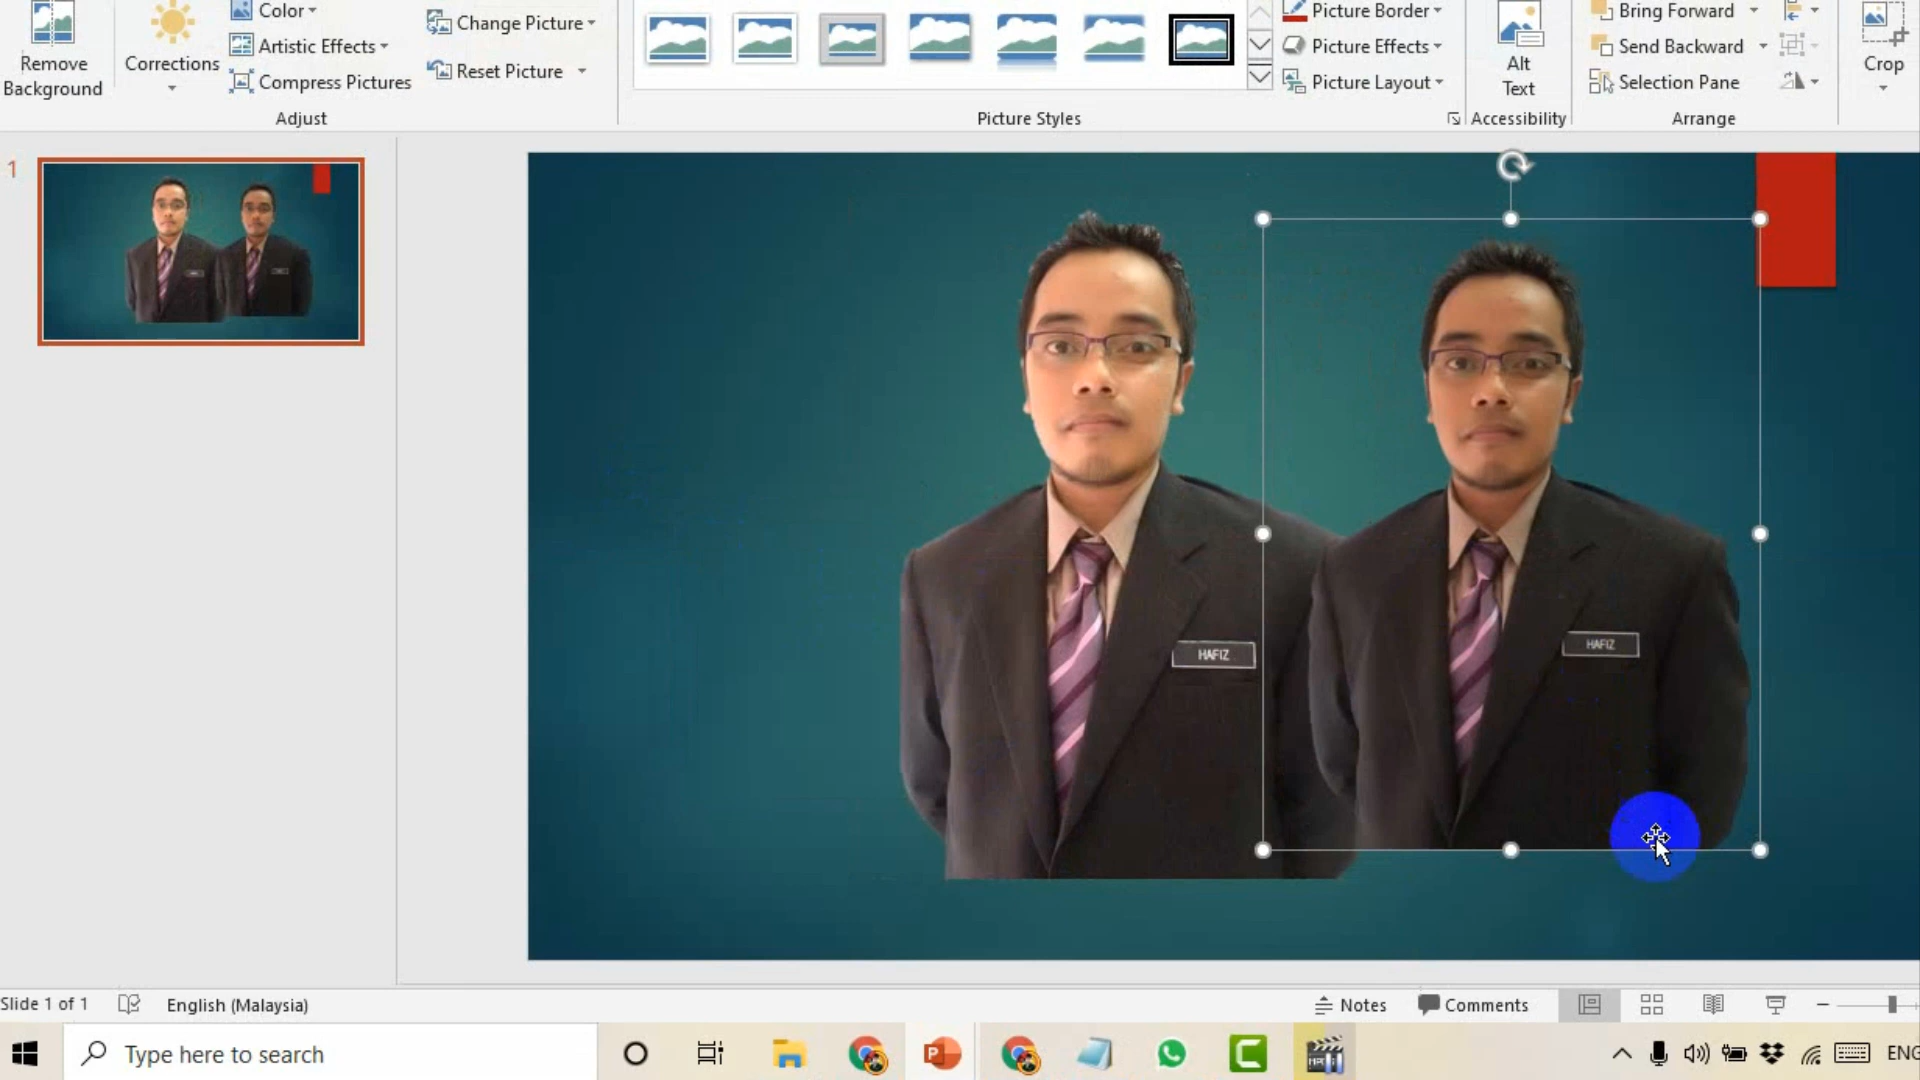 Color
Remove Background
Corrections
Artistic Effects
Compress Pictures
Change Picture
Reset Picture
Adjust
Picture Styles
Picture Border
Picture Effects
Picture Layout
Alt Text
Accessibility
Bring Forward
Send Backward
Selection Pane
Arrange
Crop
1
HAFIZ
HAFIZ
Slide 1 of 1
English (Malaysia)
Notes
Comments
Type here to search
ENG